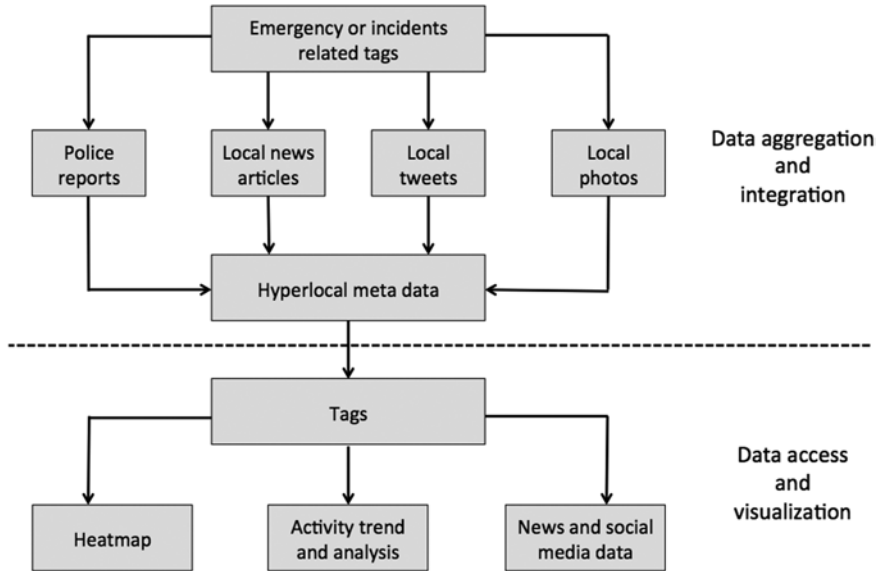 Emergency or incidents
related tags
Police
reports
Local news
articles
Local
tweets
Local
photos
Data aggregation
and
integration
Hyperlocal meta data
Tags
Data access
and
visualization
Heatmap
Activity trend
and analysis
News and social
media data